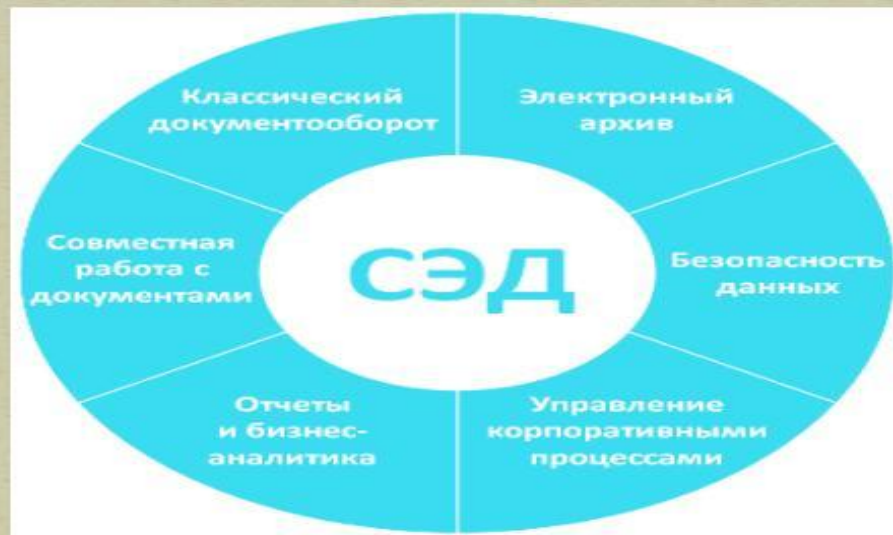 Классический
документооборот
Электронный
архив
Совместная
работа с
документами
СЭД
Безопасность
данных
Отчеты
и бизнес-
аналитика
Управление
корпоративными
процессами